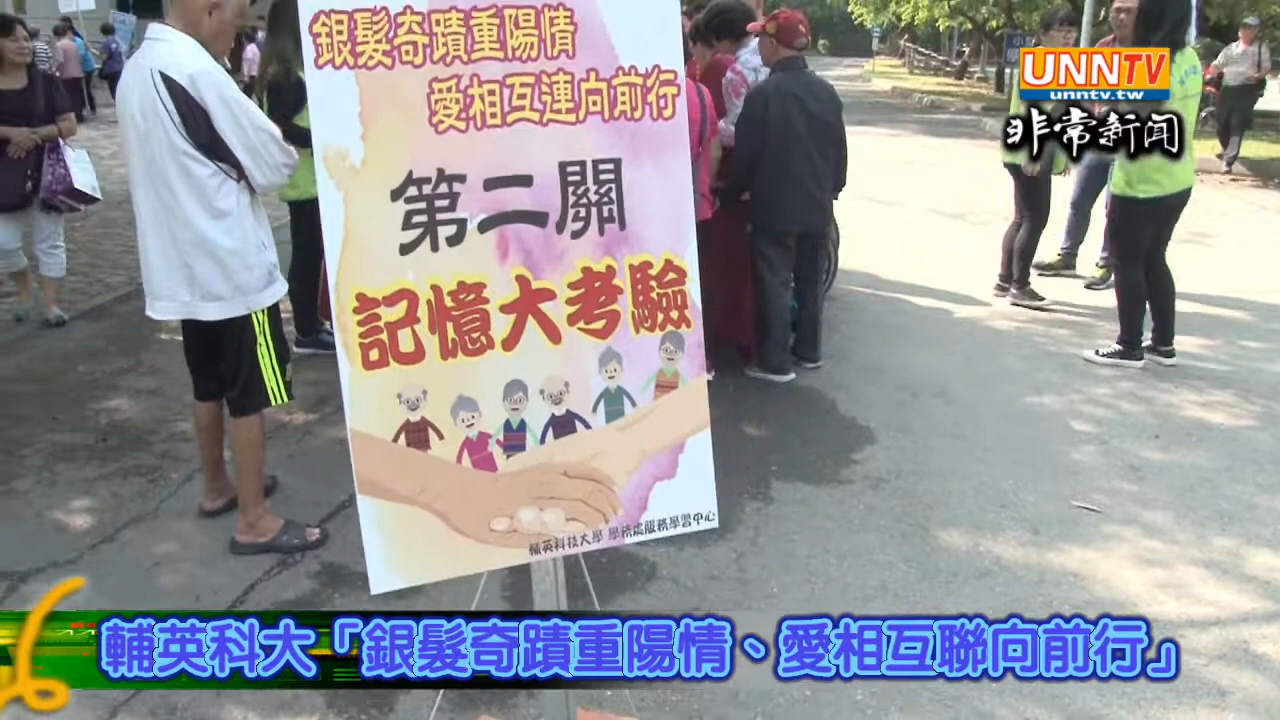 銀髮奇蹟重陽情
愛相互連向前行
第二關
記憶大考驗
輔英科技大學 學務處服務學習中心
UNNTV
unntv.tw
非常新闻
輔英科大「銀髮奇蹟重陽情、愛相互聯向前行」